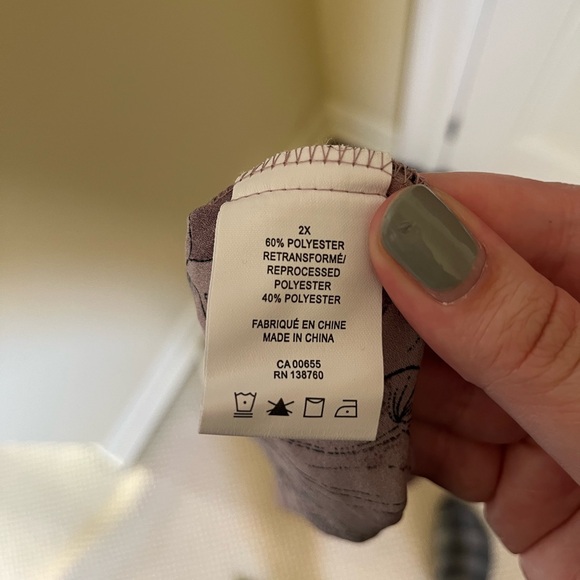 2X
60% POLYESTER
RETRANSFORMÉ/
REPROCESSED
POLYESTER
40% POLYESTER
FABRIQUÉ EN CHINE
MADE IN CHINA
CA 00655
RN 138760